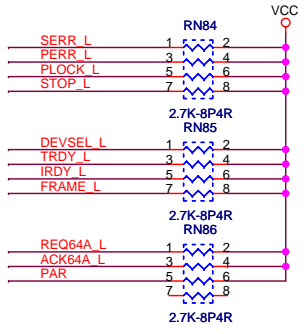 VCC
RN84
SERR_L 1 2
PERR_L 3 4
PLOCK_L 5 6
STOP_L 7 8
2.7K-8P4R
RN85
DEVSEL_L 1 2
TRDY_L 3 4
IRDY_L 5 6
FRAME_L 7 8
2.7K-8P4R
RN86
REQ64A_L 1 2
ACK64A_L 3 4
PAR 5 6
7 8
2.7K-8P4R